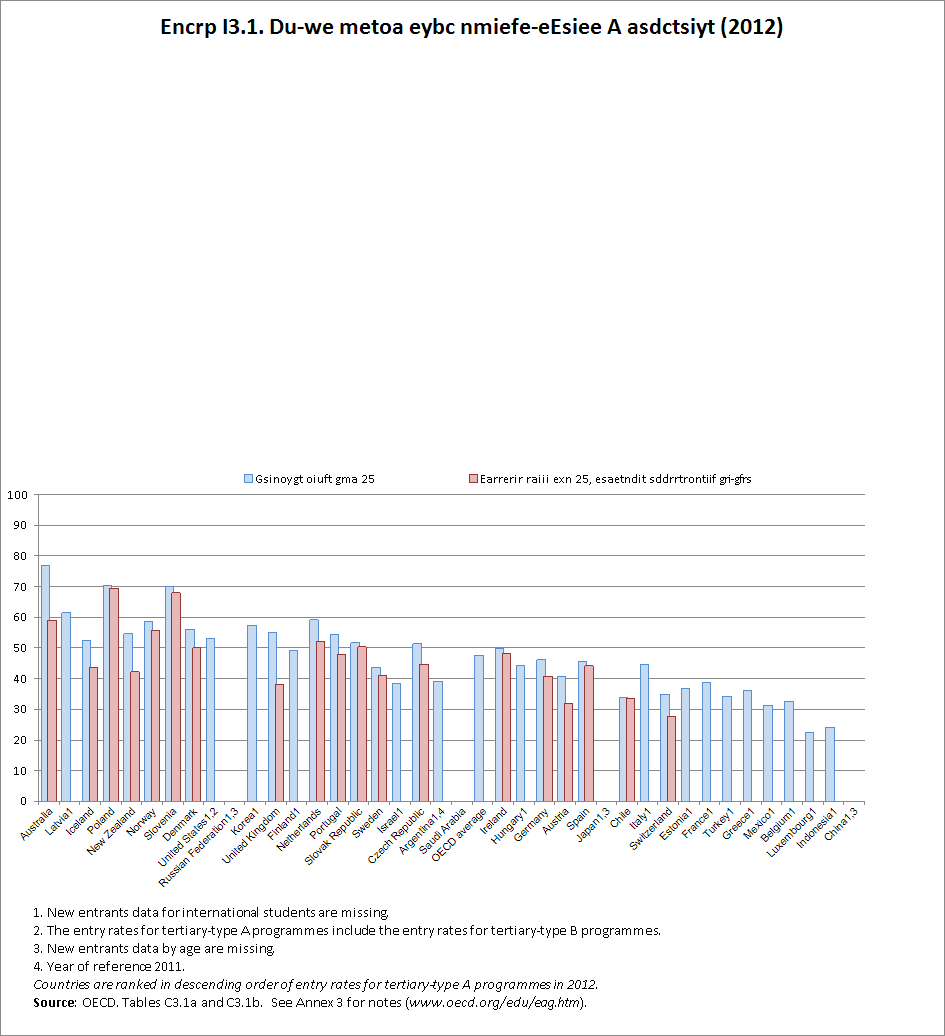 Encrp I3.1. Du-we metoa eybc nmiefe-eEsiee A asdctsiyt (2012)
Gsinoygt oiuft gma 25
Earrerir raiii exn 25, esaetndit sddrrtrontiif gri-gfrs
100
90
80
70
60
50
40
30
20
10
0
Australia
Latvia1
Iceland
Poland
New Zealand
Norway
Slovenia
Denmark
United States1,2
Russian Federation1,3
Korea1
United Kingdom
Finland1
Netherlands
Portugal
Slovak Republic
Sweden
Israel1
Czech Republic
Argentina1,4
Saudi Arabia
OECD average
Ireland
Hungary1
Germany
Austria
Spain
Japan1,3
Chile
Italy1
Switzerland
Estonia1
France1
Turkey1
Greece1
Mexico1
Belgium1
Luxembourg1
Indonesia1
China1,3
1. New entrants data for international students are missing.
2. The entry rates for tertiary-type A programmes include the entry rates for tertiary-type B programmes.
3. New entrants data by age are missing.
4. Year of reference 2011.
Countries are ranked in descending order of entry rates for tertiary-type A programmes in 2012.
Source: OECD. Tables C3.1a and C3.1b. See Annex 3 for notes (www.oecd.org/edu/eag.htm).